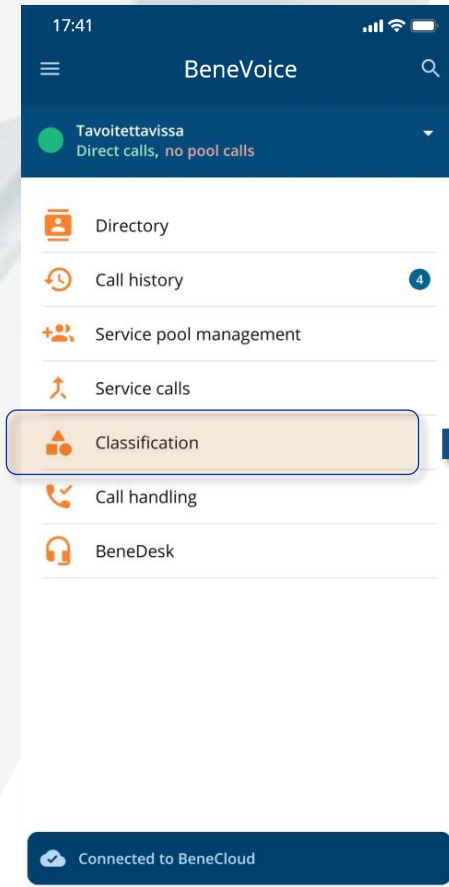 17:41
BeneVoice
Tavoitettavissa
Direct calls, no pool calls
Directory
Call history 4
Service pool management
Service calls
Classification
Call handling
BeneDesk
Connected to BeneCloud